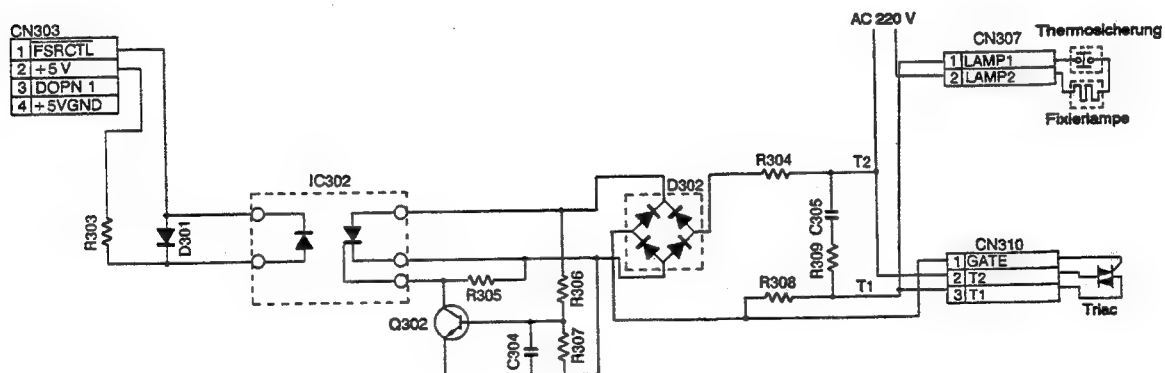 CN303
1 FSRCTL
2 +5V
3 DOPN 1
4 +5VGND
R303
D301
IC302
R305
Q302
C304
R306
R307
D302
R304
C305
R309
R308
T2
T1
AC 220 V
CN307
1 LAMP1
2 LAMP2
Thermosicherung
Fixierlampe
CN310
1 GATE
2 T2
3 T1
Triac